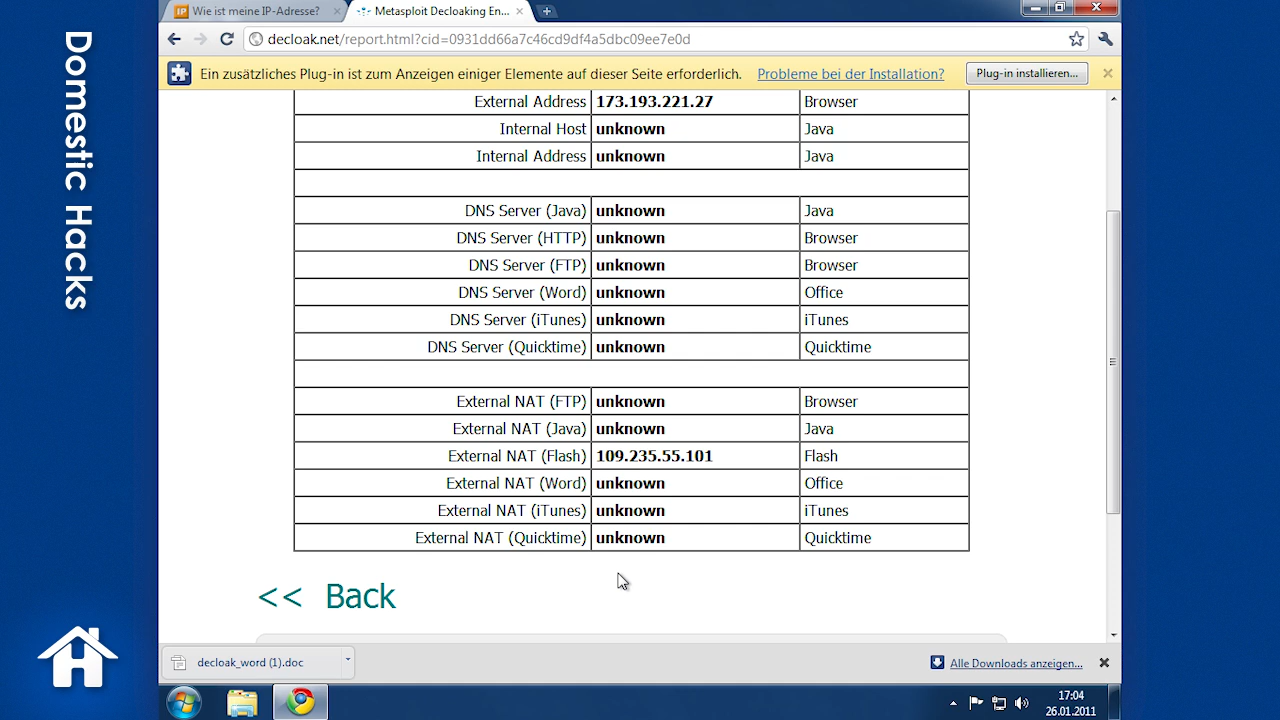 Domestic Hacks
Wie ist meine IP-Adresse?
Metasploit Decloaking En...
decloak.net/report.html?cid=0931dd66a7c46cd9df4a5dbc09ee7e0d
Ein zusätzliches Plug-in ist zum Anzeigen einiger Elemente auf dieser Seite erforderlich. Probleme bei der Installation? Plug-in installieren...
External Address 173.193.221.27 Browser
Internal Host unknown Java
Internal Address unknown Java
DNS Server (Java) unknown Java
DNS Server (HTTP) unknown Browser
DNS Server (FTP) unknown Browser
DNS Server (Word) unknown Office
DNS Server (iTunes) unknown iTunes
DNS Server (Quicktime) unknown Quicktime
External NAT (FTP) unknown Browser
External NAT (Java) unknown Java
External NAT (Flash) 109.235.55.101 Flash
External NAT (Word) unknown Office
External NAT (iTunes) unknown iTunes
External NAT (Quicktime) unknown Quicktime
<< Back
decloak_word (1).doc
Alle Downloads anzeigen...
17:04
26.01.2011